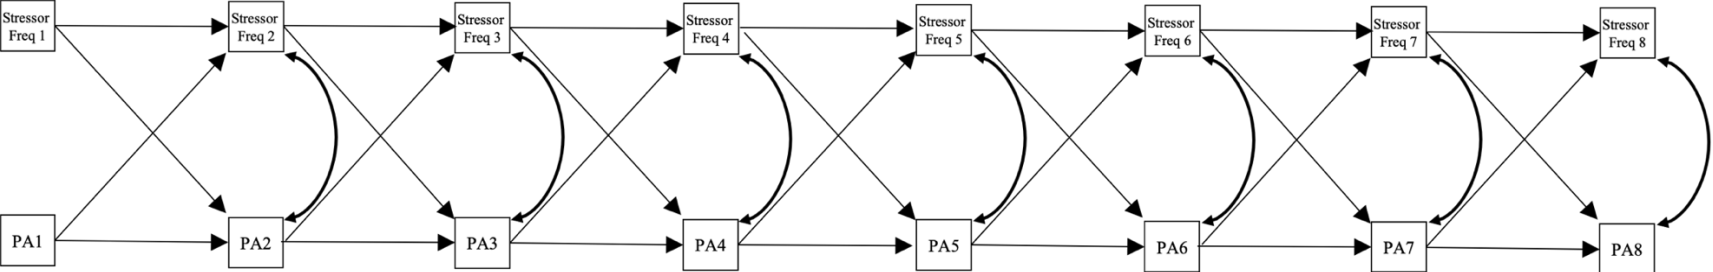 Stressor
Freq 1
Stressor
Freq 2
Stressor
Freq 3
Stressor
Freq 4
Stressor
Freq 5
Stressor
Freq 6
Stressor
Freq 7
Stressor
Freq 8
PA1
PA2
PA3
PA4
PA5
PA6
PA7
PA8